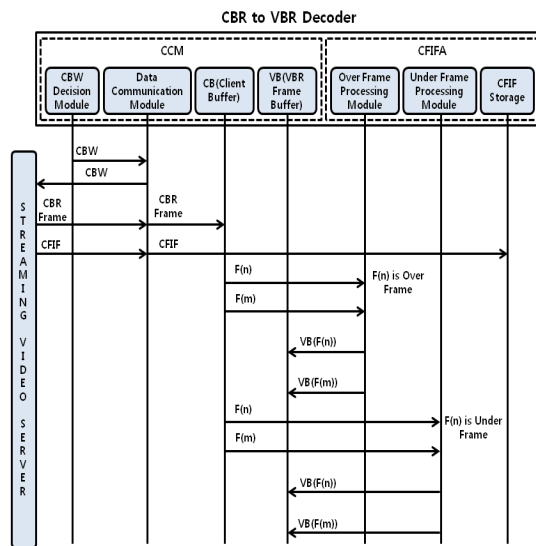 CBR to VBR Decoder
CCM
CFIFA
CBW
Decision
Module
Data
Communication
Module
CB(Client
Buffer)
VB(VBR
Frame
Buffer)
Over Frame
Processing
Module
Under Frame
Processing
Module
CFIF
Storage
STREAMING VIDEO SERVER
CBW
CBW
CBR
Frame
CBR
Frame
CFIF
CFIF
F(n)
F(n) is Over
Frame
F(m)
VB(F(n))
VB(F(m))
F(n)
F(n) is Under
Frame
F(m)
VB(F(n))
VB(F(m))